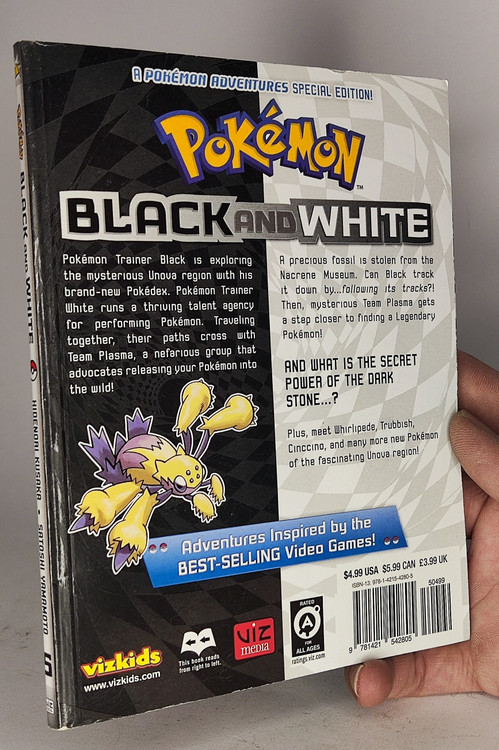 A POKÉMON ADVENTURES SPECIAL EDITION!
POKÉMON
TM
BLACK AND WHITE
Pokémon Trainer Black is exploring
the mysterious Unova region with his
brand-new Pokédex. Pokémon Trainer
White runs a thriving talent agency
for performing Pokémon. Traveling
together, their paths cross with
Team Plasma, a nefarious group that
advocates releasing your Pokémon into
the wild!
A precious fossil is stolen from the
Nacrene Museum. Can Black track
it down by...following its tracks?!
Then, mysterious Team Plasma gets
a step closer to finding a Legendary
Pokémon!
AND WHAT IS THE SECRET
POWER OF THE DARK
STONE...?
Plus, meet Whirlipede, Trubbish,
Cinccino, and many more new Pokémon
of the fascinating Unova region!
Adventures Inspired by the
BEST-SELLING Video Games!
$4.99 USA $5.99 CAN £3.99 UK
ISBN-13: 978-1-4215-4280-5
50499
9 781421 542805
RATED
A
FOR
ALL AGES
ratings.viz.com
VIZ
MEDIA
This book reads
from right to left.
vizkids
www.vizkids.com
POKÉMON
BLACK AND WHITE
HIDENORI KUSAKA • SATOSHI YAMAMOTO
5